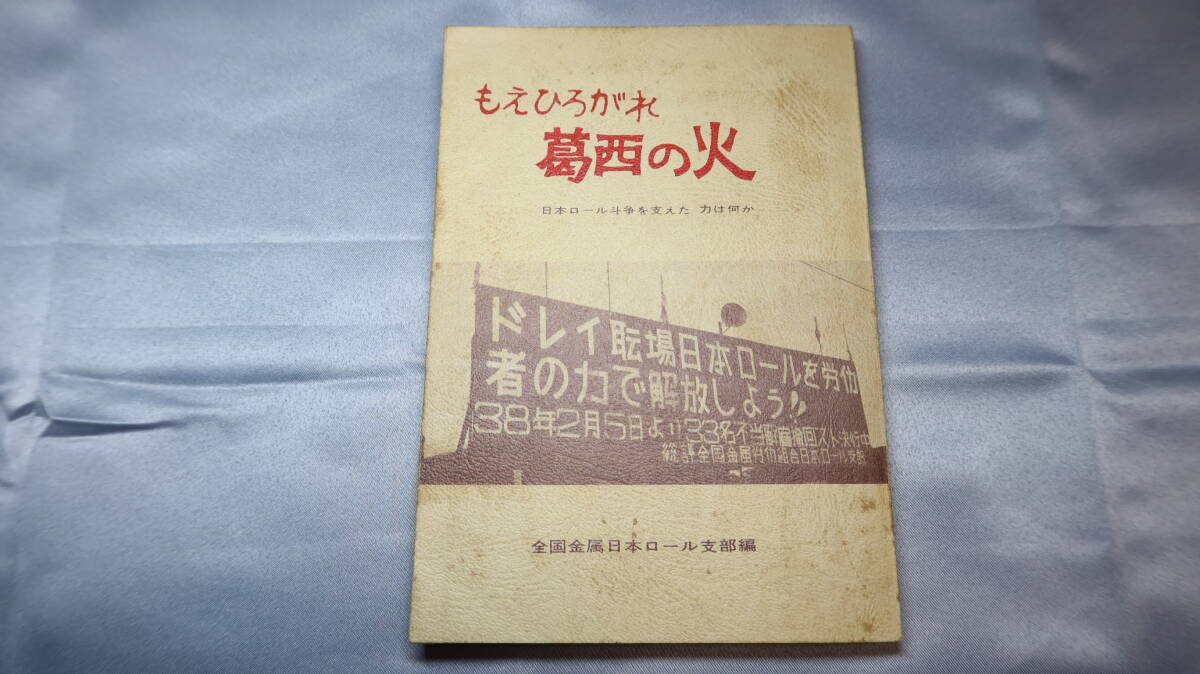 もえひろがれ
葛西の火
日本ロール斗争を支えた 力は何か
ドレイ職場日本ロールを労仂
者の力で解放しよう!!
38年2月5日より33名不当解雇撤回スト決行中
総評全国金属労仂組合日本ロール支部
全国金属日本ロール支部編